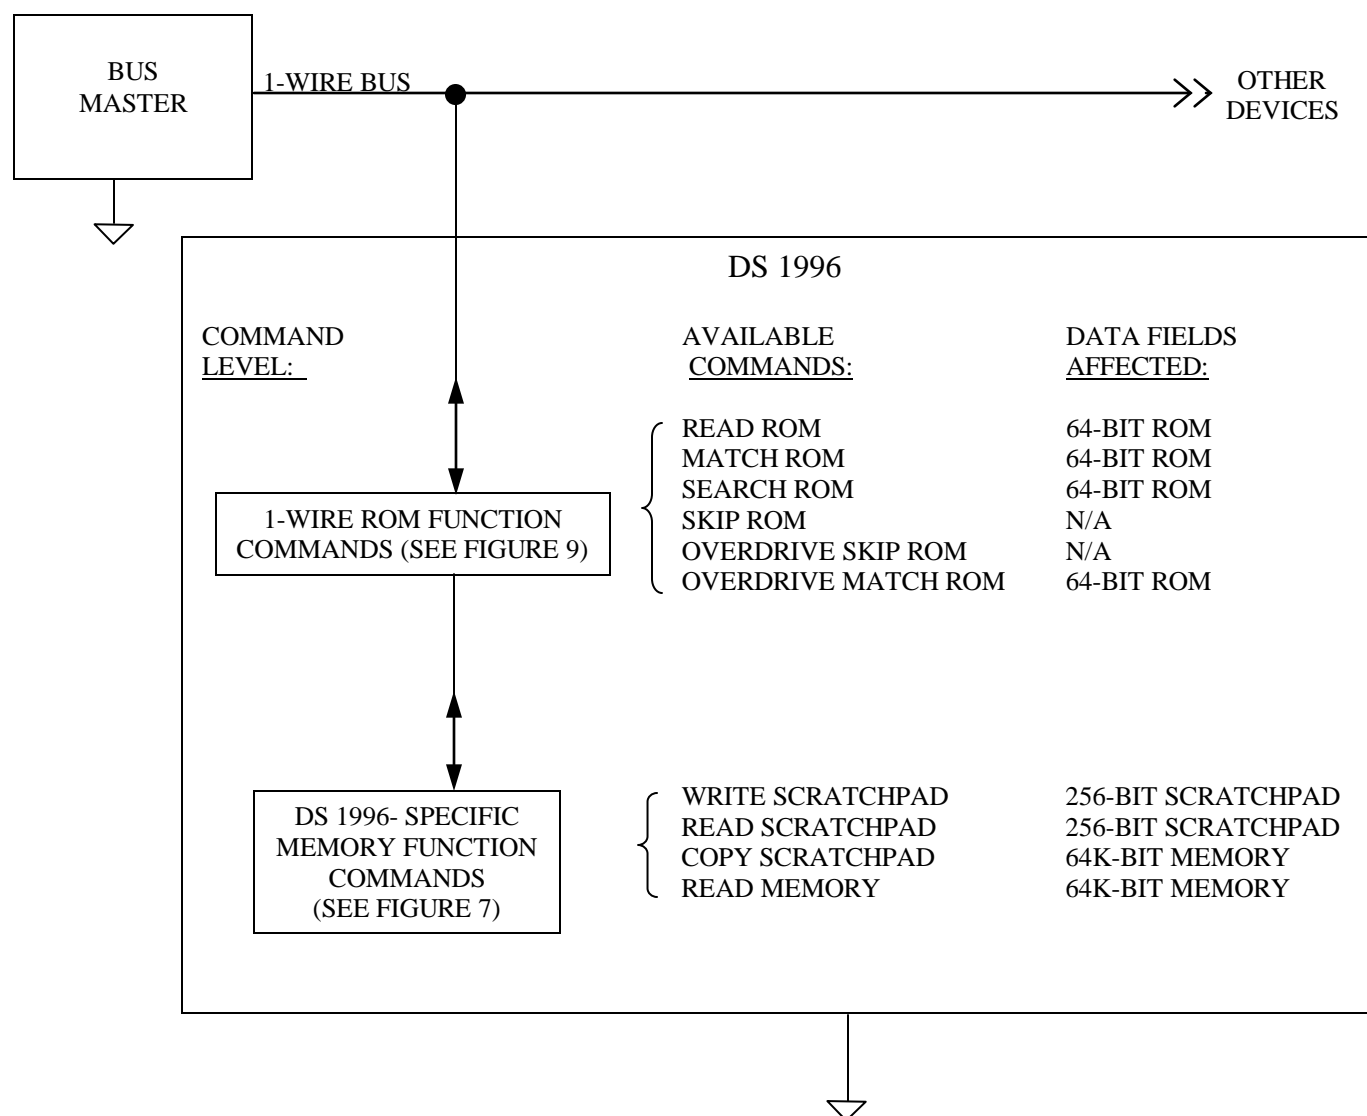 BUS
MASTER
1-WIRE BUS
OTHER
DEVICES
DS 1996
COMMAND
LEVEL:
AVAILABLE
COMMANDS:
DATA FIELDS
AFFECTED:
1-WIRE ROM FUNCTION
COMMANDS (SEE FIGURE 9)
READ ROM 64-BIT ROM
MATCH ROM 64-BIT ROM
SEARCH ROM 64-BIT ROM
SKIP ROM N/A
OVERDRIVE SKIP ROM N/A
OVERDRIVE MATCH ROM 64-BIT ROM
DS 1996- SPECIFIC
MEMORY FUNCTION
COMMANDS
(SEE FIGURE 7)
WRITE SCRATCHPAD 256-BIT SCRATCHPAD
READ SCRATCHPAD 256-BIT SCRATCHPAD
COPY SCRATCHPAD 64K-BIT MEMORY
READ MEMORY 64K-BIT MEMORY